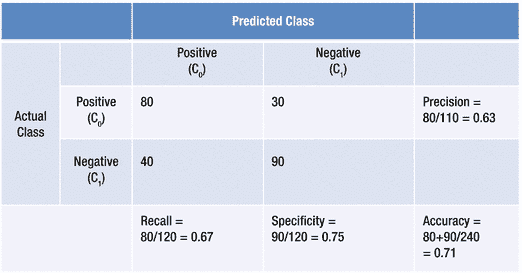 Predicted Class
Positive
(C0)
Negative
(C1)
Actual
Class
Positive
(C0)
80
30
Precision =
80/110 = 0.63
Negative
(C1)
40
90
Recall =
80/120 = 0.67
Specificity =
90/120 = 0.75
Accuracy =
80+90/240
= 0.71